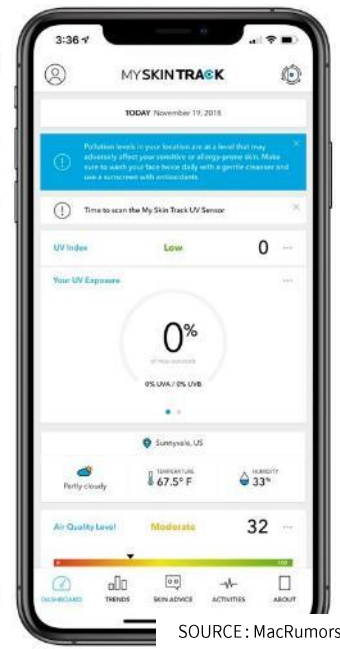 3:36
MYSKINTRACK
TODAY November 19, 2018
Pollution levels in your location are at a level that may
adversely affect your sensitive or allergy-prone skin. Make
sure to wash your face twice daily with a gentle cleanser and
use a sunscreen with antioxidants.
Time to scan the My Skin Track UV Sensor
UV Index Low 0
Your UV Exposure
0%
0% UVA / 0% UVB
Sunnyvale, US
Partly cloudy
TEMPERATURE
67.5° F
HUMIDITY
33%
Air Quality Level Moderate 32
0 100
DASHBOARD TRENDS SKIN ADVICE ACTIVITIES ABOUT
SOURCE : MacRumors